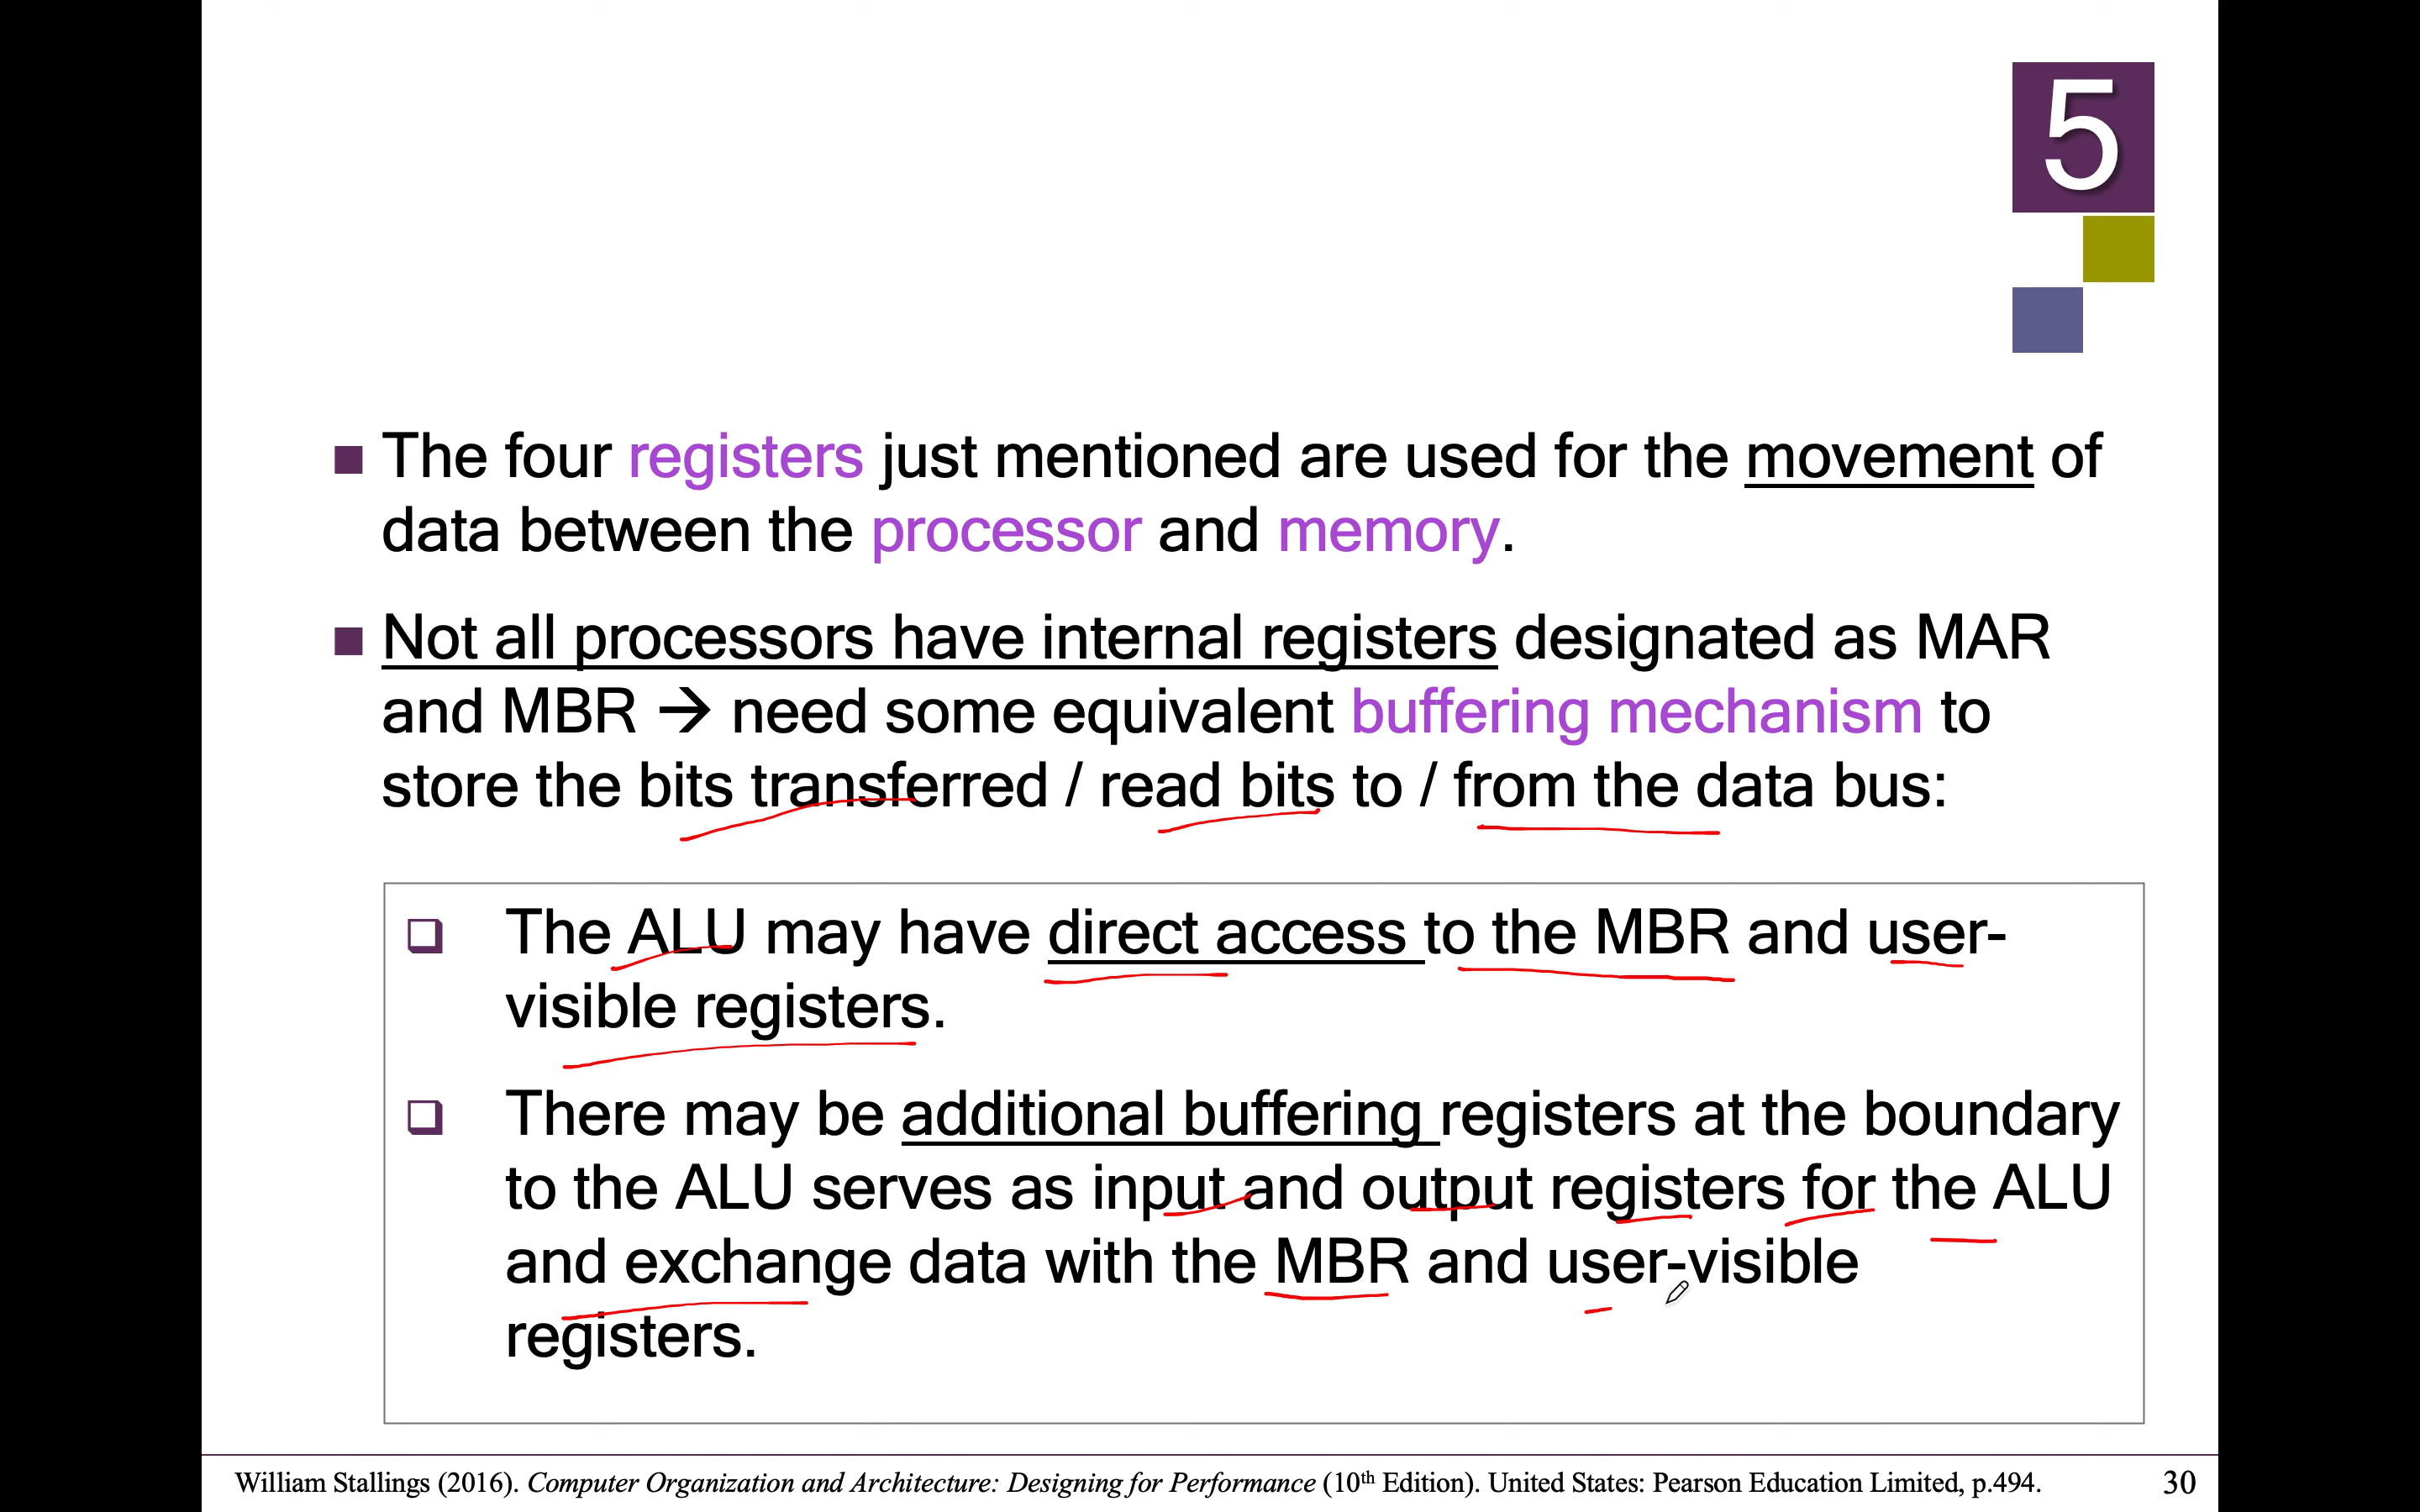 5
■ The four registers just mentioned are used for the movement of
data between the processor and memory.
■ Not all processors have internal registers designated as MAR
and MBR → need some equivalent buffering mechanism to
store the bits transferred / read bits to / from the data bus:
❑ The ALU may have direct access to the MBR and user-
visible registers.
❑ There may be additional buffering registers at the boundary
to the ALU serves as input and output registers for the ALU
and exchange data with the MBR and user-visible
registers.
William Stallings (2016). Computer Organization and Architecture: Designing for Performance (10th Edition). United States: Pearson Education Limited, p.494. 30